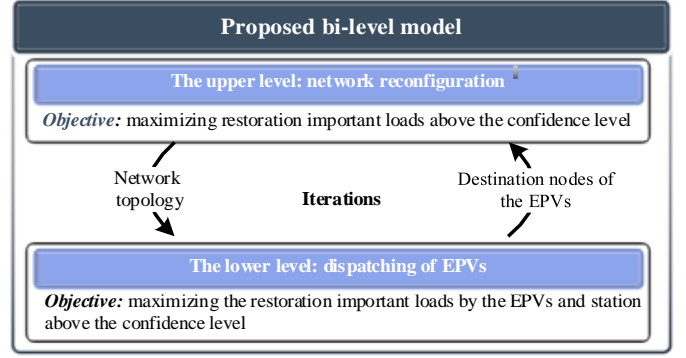 Proposed bi-level model
The upper level: network reconfiguration
Objective: maximizing restoration important loads above the confidence level
Network
topology
Iterations
Destination nodes of
the EPVs
The lower level: dispatching of EPVs
Objective: maximizing the restoration important loads by the EPVs and station
above the confidence level